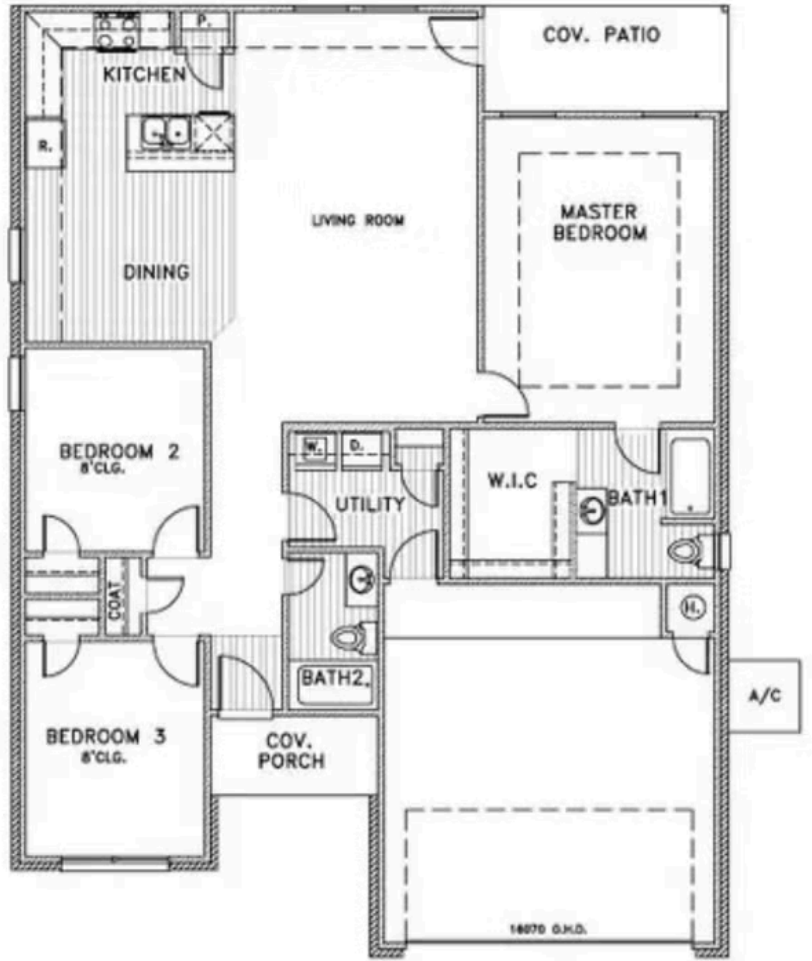 P.
COV. PATIO
KITCHEN
R.
LIVING ROOM
MASTER
BEDROOM
DINING
W.
D.
BEDROOM 2
8'CLG.
UTILITY
W.I.C
BATH1
COAT
H.
BATH2.
A/C
BEDROOM 3
8'CLG.
COV.
PORCH
16070 O.H.D.